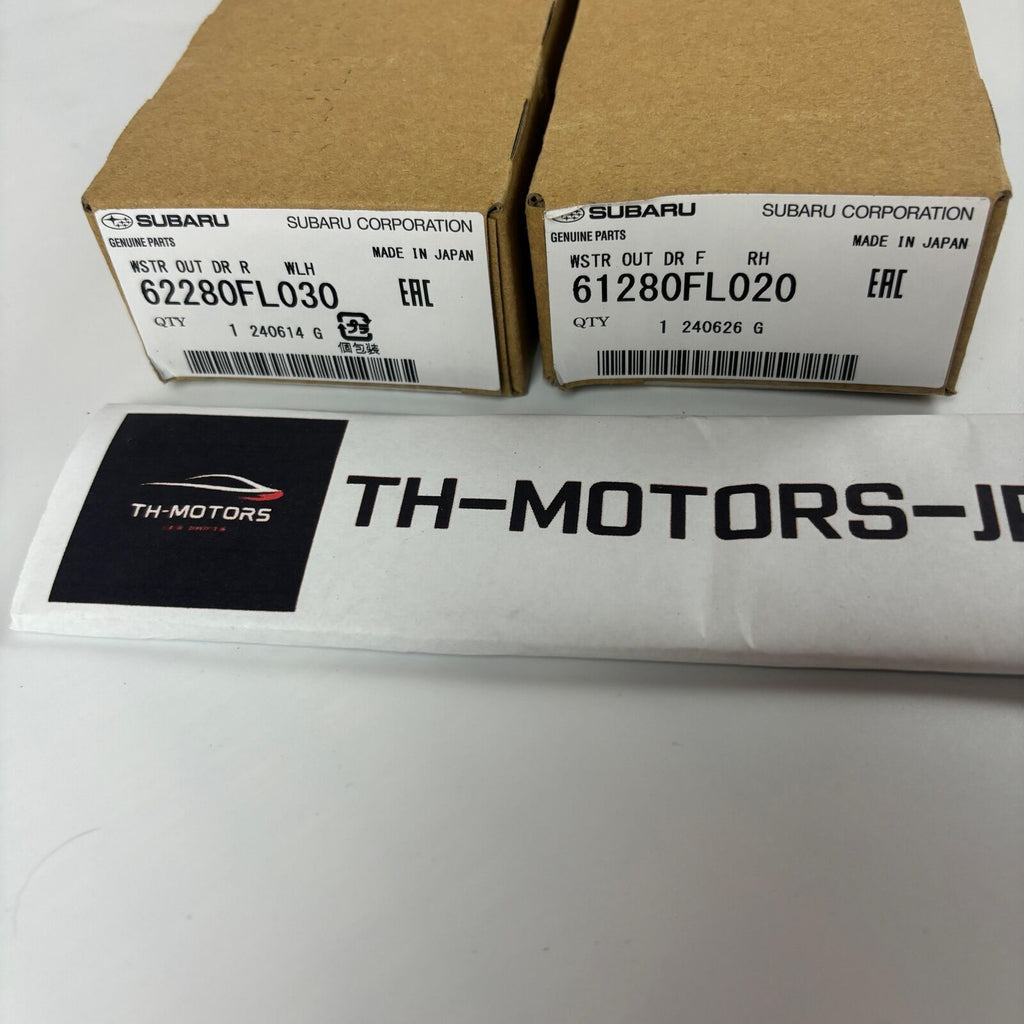 SUBARU SUBARU CORPORATION
GENUINE PARTS
MADE IN JAPAN
WSTR OUT DR R WLH
62280FL030
EAC
QTY 1 240614 G
プラ
個包装
SUBARU SUBARU CORPORATION
GENUINE PARTS
MADE IN JAPAN
WSTR OUT DR F RH
61280FL020
EAC
QTY 1 240626 G
TH-MOTORS
TH-MOTORS-JP